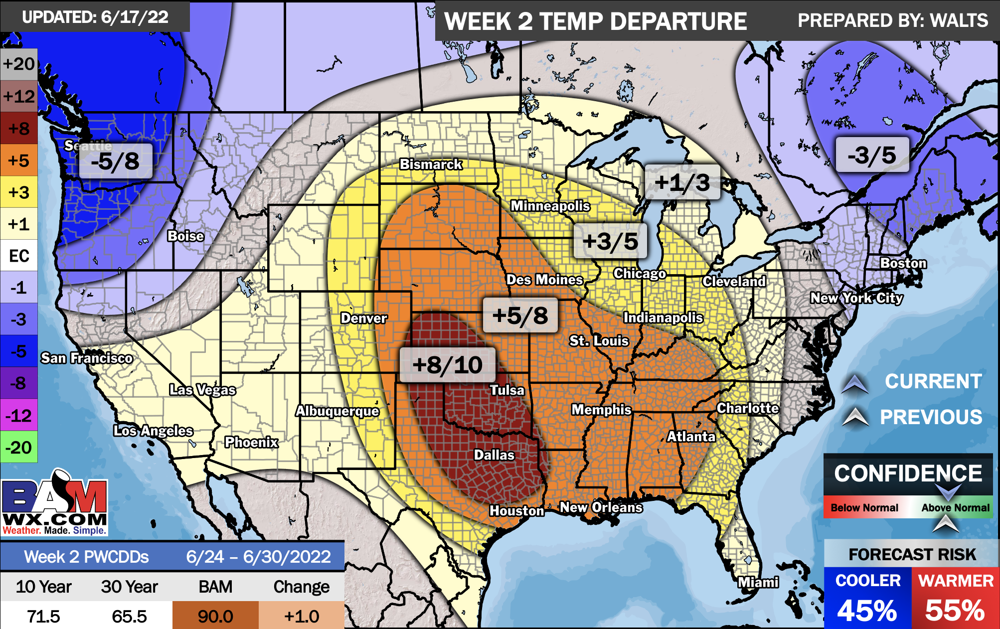 UPDATED: 6/17/22
WEEK 2 TEMP DEPARTURE
PREPARED BY: WALTS
+20
+12
+8
+5
+3
+1
EC
-1
-3
-5
-8
-12
-20
Seattle
-5/8
-3/5
Bismarck
+1/3
Minneapolis
Boise
+3/5
Boston
Chicago
Des Moines
Cleveland
New York City
+5/8
Denver
Indianapolis
St. Louis
San Francisco
+8/10
Las Vegas
Tulsa
Albuquerque
Memphis
Charlotte
Los Angeles
Phoenix
Atlanta
Dallas
Houston
New Orleans
Miami
CURRENT
PREVIOUS
CONFIDENCE
Below Normal
Above Normal
FORECAST RISK
COOLER
WARMER
45%
55%
BAM
WX.COM
Weather. Made. Simple.
Week 2 PWCDDs 6/24 – 6/30/2022
10 Year 30 Year BAM Change
71.5 65.5 90.0 +1.0